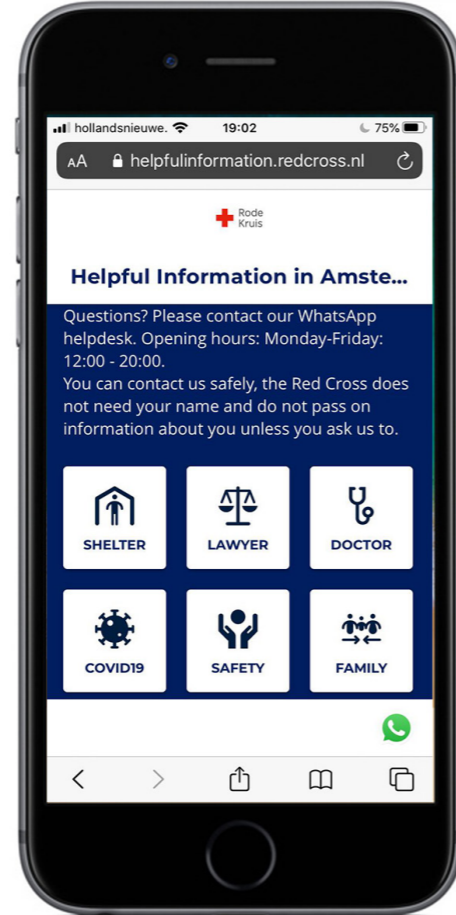 hollandsnieuwe. 19:02 75%
AA helpfulinformation.redcross.nl
Rode
Kruis
Helpful Information in Amste...
Questions? Please contact our WhatsApp
helpdesk. Opening hours: Monday-Friday:
12:00 - 20:00.
You can contact us safely, the Red Cross does
not need your name and do not pass on
information about you unless you ask us to.
SHELTER LAWYER DOCTOR
COVID19 SAFETY FAMILY